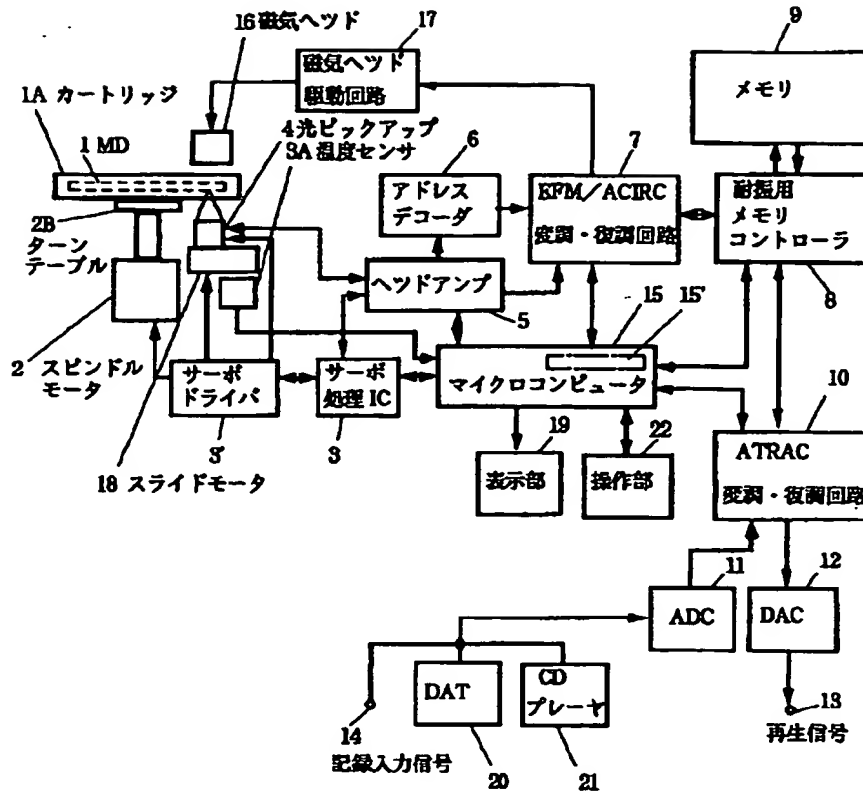 16 磁気ヘッド
17
9
磁気ヘッド
駆動回路
メモリ
1A カートリッジ
1 MD
4 光ピックアップ
3A 温度センサ
6
7
アドレス
デコーダ
EFM/ACIRC
変調・復調回路
耐振用
メモリ
コントローラ
8
2B
ターン
テーブル
ヘッドアンプ
5
15
15'
マイクロコンピュータ
2 スピンドル
モータ
サーボ
ドライバ
3'
サーボ
処理 IC
3
18 スライドモータ
19
表示部
22
操作部
10
ATRAC
変調・復調回路
11
ADC
12
DAC
DAT
CD
プレーヤ
14
記録入力信号
20
21
13
再生信号